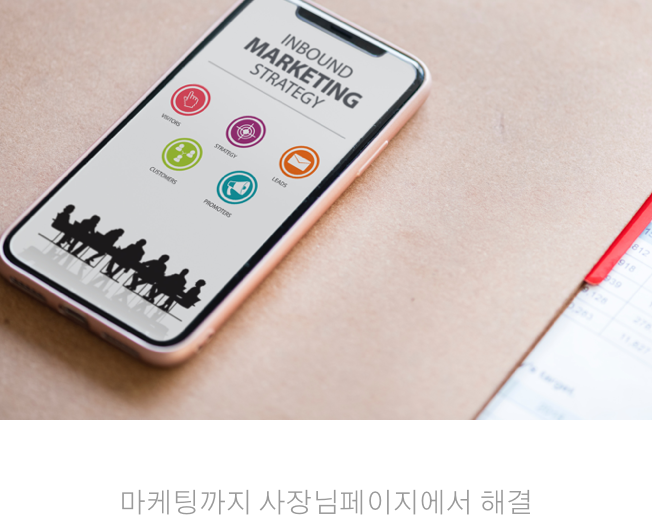 INBOUND
MARKETING
STRATEGY
VISITORS
STRATEGY
LEADS
CUSTOMERS
PROMOTERS
마케팅까지 사장님페이지에서 해결